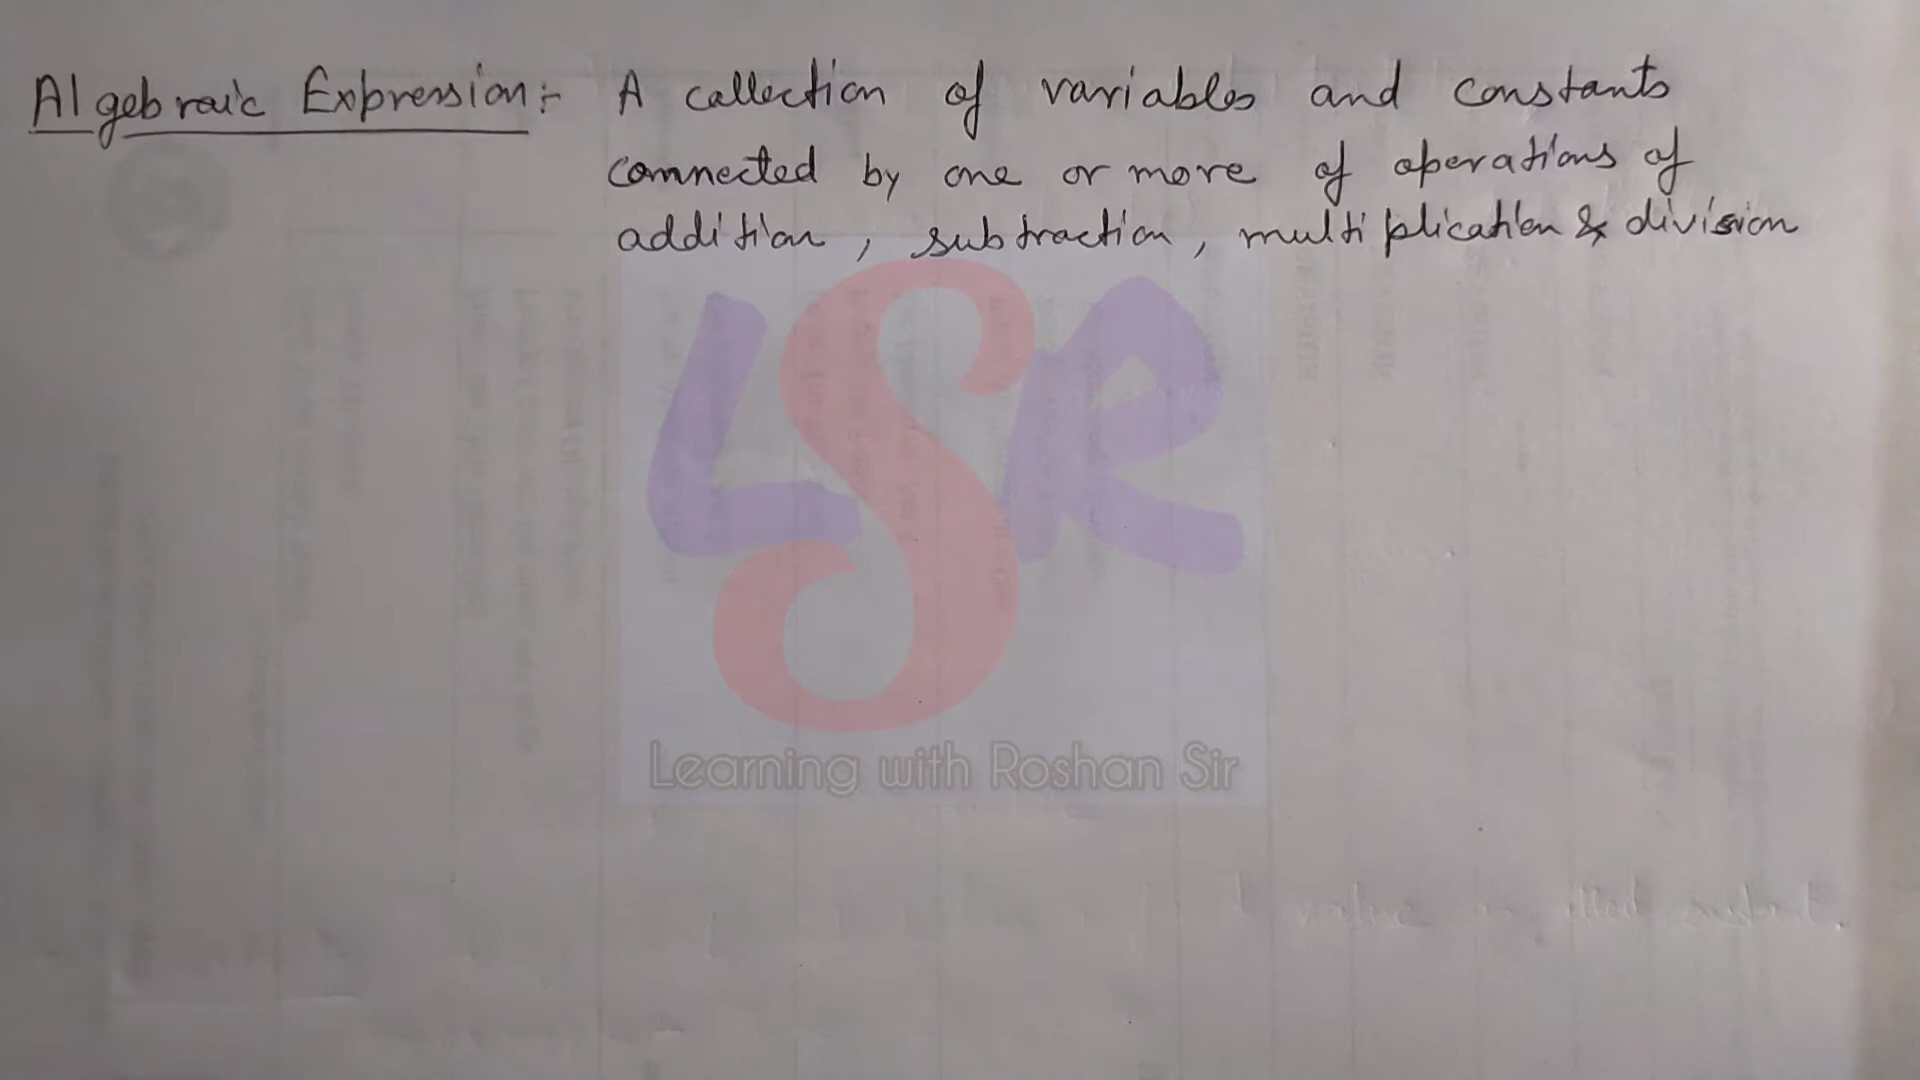 Algebraic Expression:- A collection of variables and constants
connected by one or more of operations of
addition, subtraction, multiplication & division
LSR
Learning with Roshan Sir